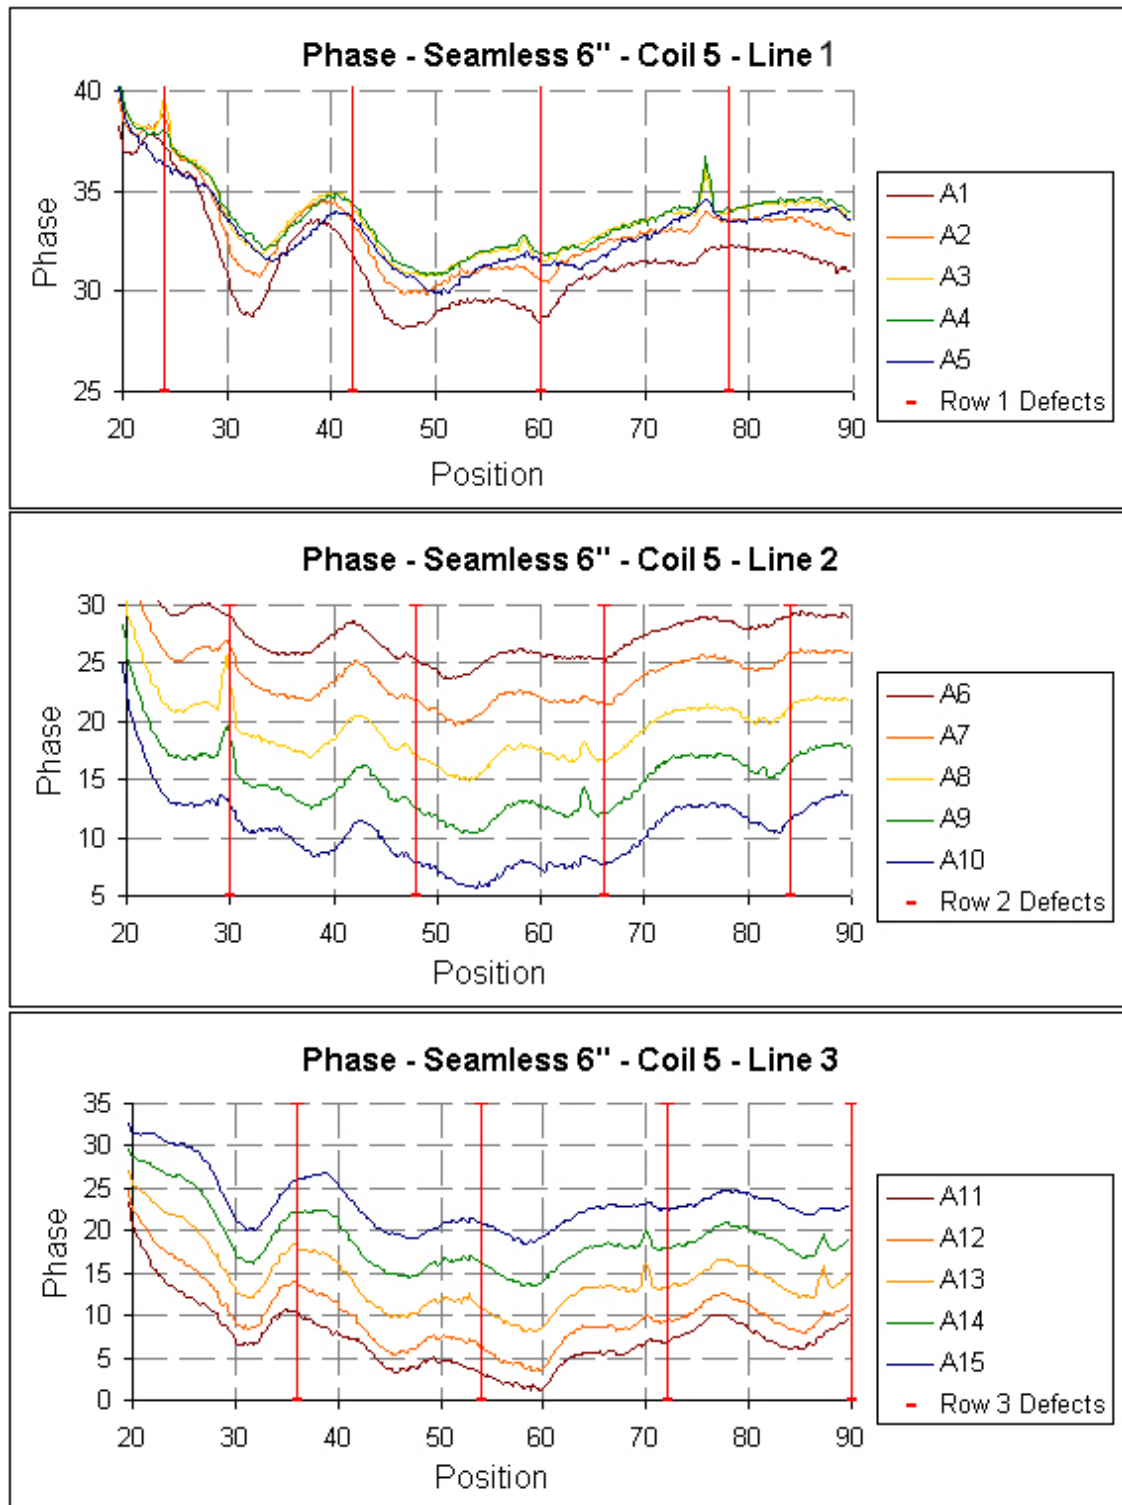 Phase - Seamless 6" - Coil 5 - Line 1
Phase
40
35
30
25
20 30 40 50 60 70 80 90
Position
A1
A2
A3
A4
A5
Row 1 Defects
Phase - Seamless 6" - Coil 5 - Line 2
Phase
30
25
20
15
10
5
20 30 40 50 60 70 80 90
Position
A6
A7
A8
A9
A10
Row 2 Defects
Phase - Seamless 6" - Coil 5 - Line 3
Phase
35
30
25
20
15
10
5
0
20 30 40 50 60 70 80 90
Position
A11
A12
A13
A14
A15
Row 3 Defects